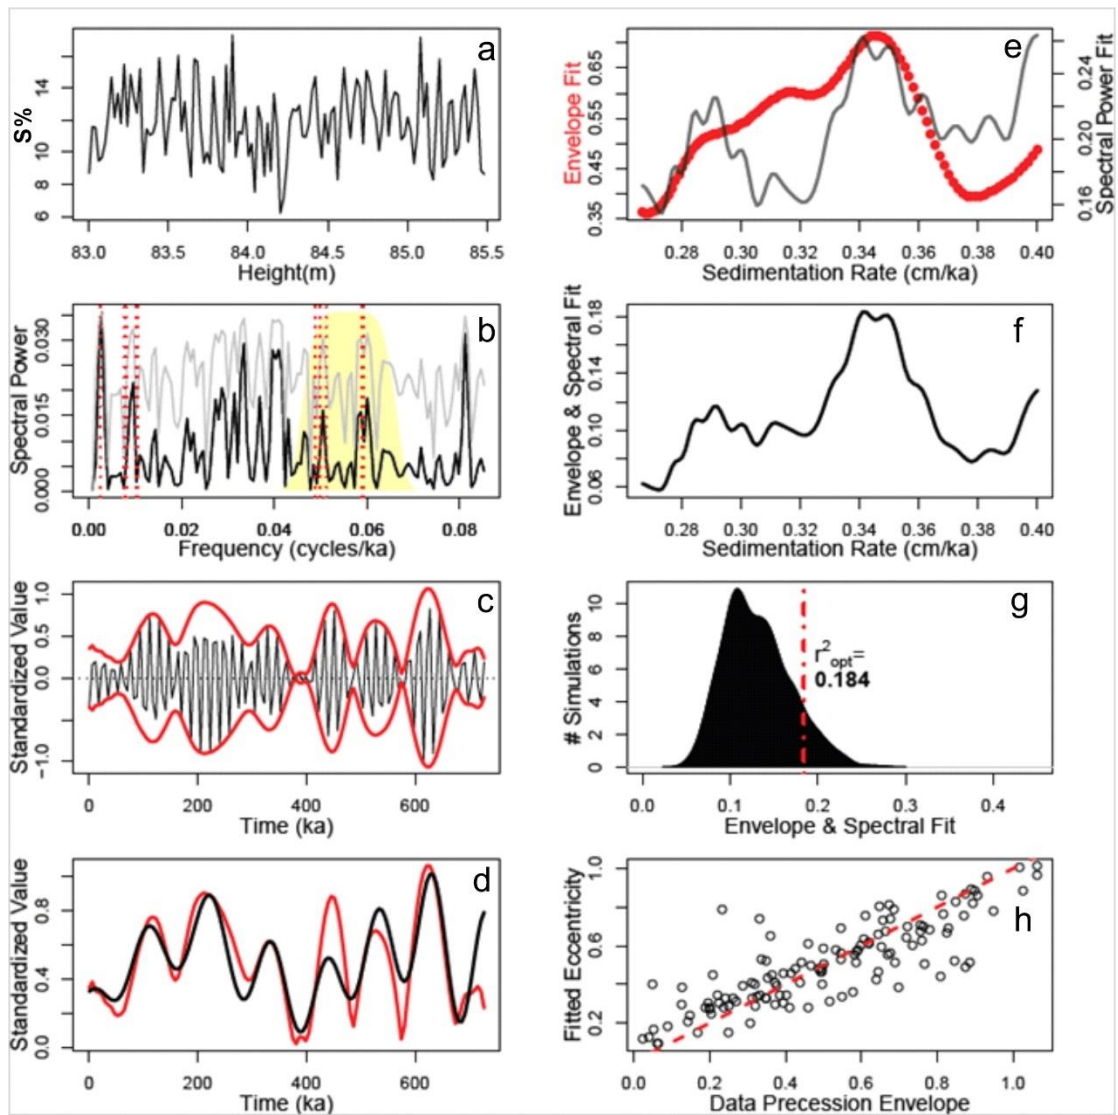 a
S%
14
12
10
8
6
83.0 83.5 84.0 84.5 85.0 85.5
Height(m)
e
Envelope Fit
0.65
0.55
0.45
0.35
Spectral Power Fit
0.24
0.20
0.16
0.28 0.30 0.32 0.34 0.36 0.38 0.40
Sedimentation Rate (cm/ka)
b
Spectral Power
0.030
0.015
0.000
0.00 0.02 0.04 0.06 0.08
Frequency (cycles/ka)
f
Envelope & Spectral Fit
0.18
0.14
0.10
0.06
0.28 0.30 0.32 0.34 0.36 0.38 0.40
Sedimentation Rate (cm/ka)
c
Standardized Value
1.0
0.5
0.0
−1.0
0 200 400 600
Time (ka)
g
# Simulations
10
8
6
4
2
0
r²opt=
0.184
0.0 0.1 0.2 0.3 0.4
Envelope & Spectral Fit
d
Standardized Value
0.8
0.4
0.0
0 200 400 600
Time (ka)
h
Fitted Eccentricity
1.0
0.6
0.2
0.0 0.2 0.4 0.6 0.8 1.0
Data Precession Envelope